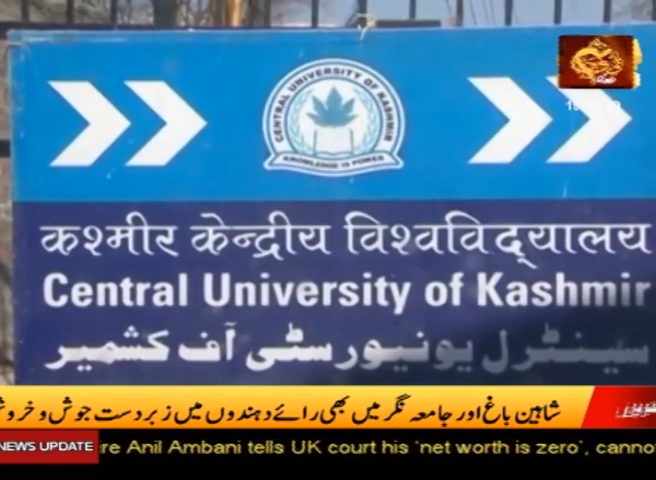 CENTRAL UNIVERSITY OF KASHMIR
KNOWLEDGE IS POWER
कश्मीर केन्द्रीय विश्वविद्यालय
Central University of Kashmir
سینٹرل یونیورسٹی آف کشمیر
شاہین باغ اور جامعہ نگر میں بھی رائے دہندوں میں زبردست جوش و خروش
NEWS UPDATE
ere Anil Ambani tells UK court his 'net worth is zero', canno